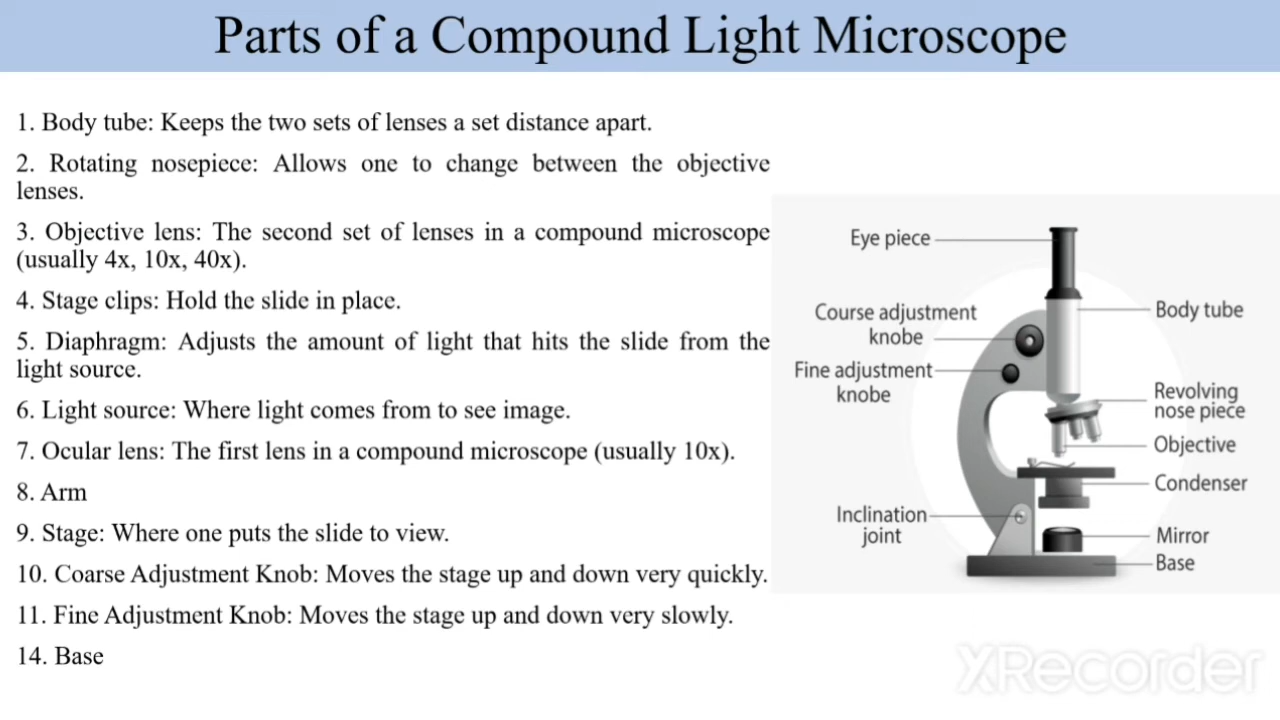 Parts of a Compound Light Microscope
1. Body tube: Keeps the two sets of lenses a set distance apart.
2. Rotating nosepiece: Allows one to change between the objective
lenses.
3. Objective lens: The second set of lenses in a compound microscope
(usually 4x, 10x, 40x).
4. Stage clips: Hold the slide in place.
5. Diaphragm: Adjusts the amount of light that hits the slide from the
light source.
6. Light source: Where light comes from to see image.
7. Ocular lens: The first lens in a compound microscope (usually 10x).
8. Arm
9. Stage: Where one puts the slide to view.
10. Coarse Adjustment Knob: Moves the stage up and down very quickly.
11. Fine Adjustment Knob: Moves the stage up and down very slowly.
14. Base
Eye piece
Course adjustment
knobe
Fine adjustment
knobe
Inclination
joint
Body tube
Revolving
nose piece
Objective
Condenser
Mirror
Base
XRecorder